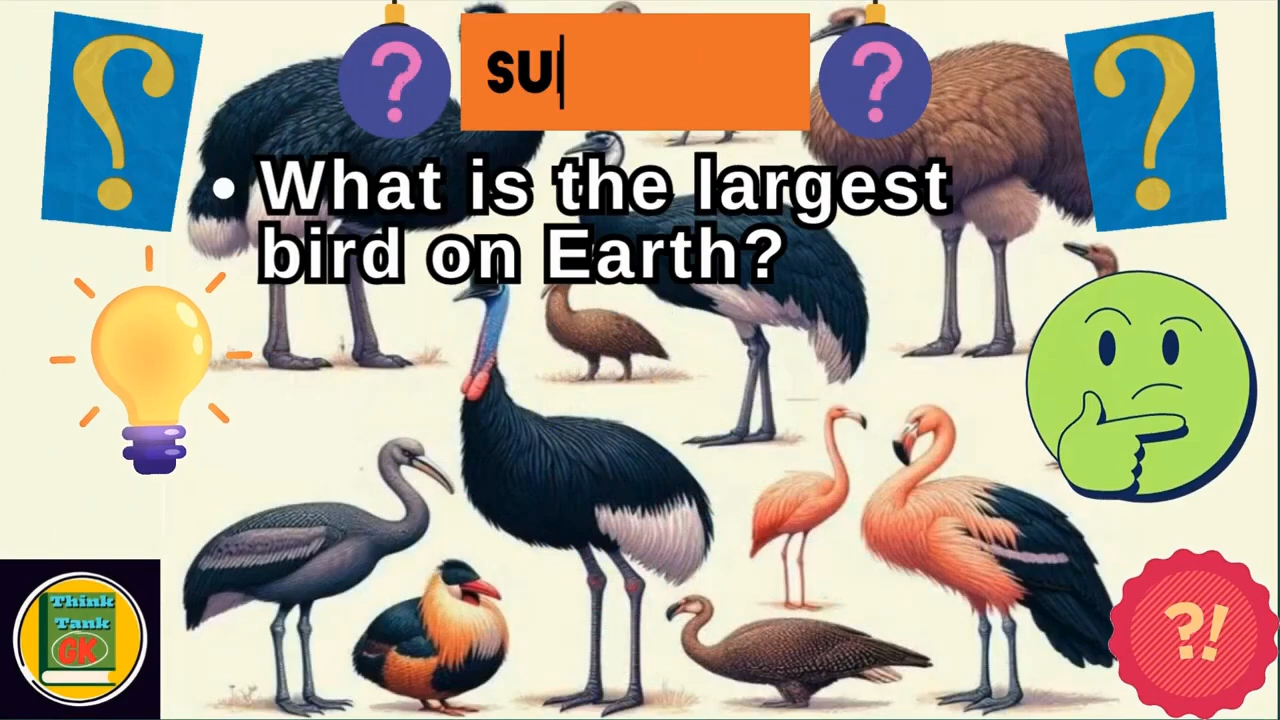 SU
• What is the largest
bird on Earth?
Think
Tank
GK
?!